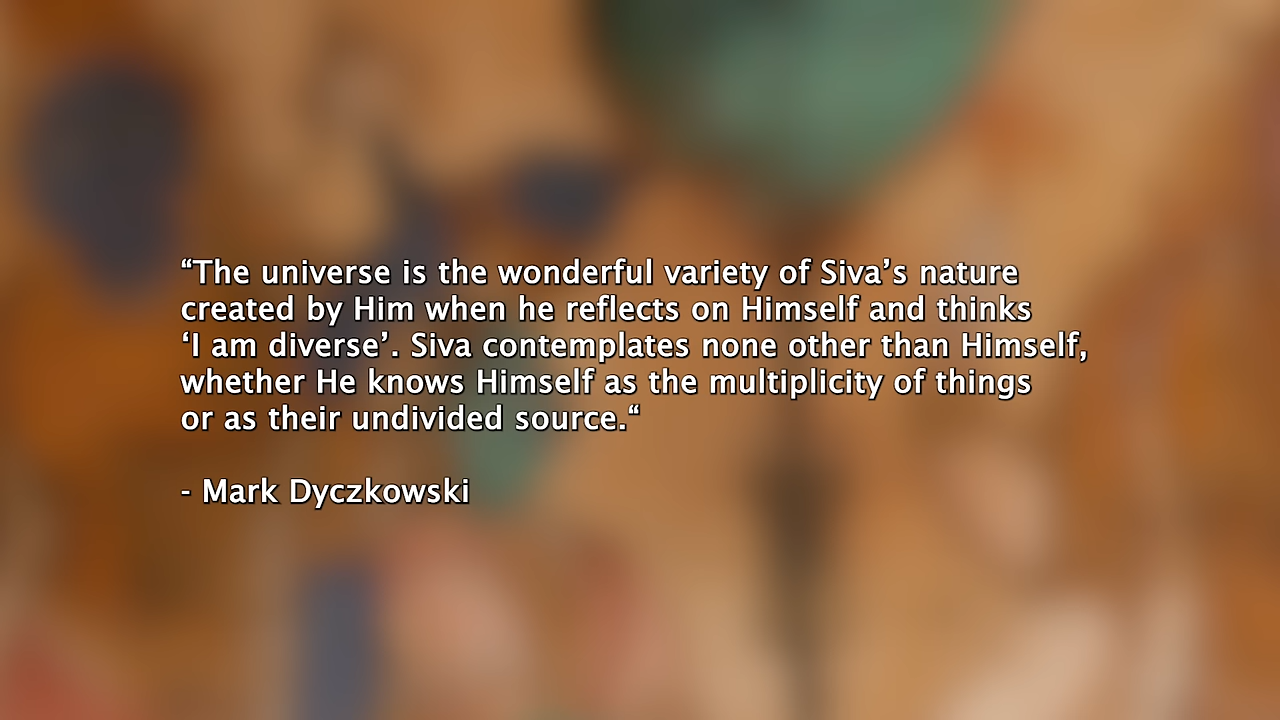 “The universe is the wonderful variety of Siva’s nature
created by Him when he reflects on Himself and thinks
‘I am diverse’. Siva contemplates none other than Himself,
whether He knows Himself as the multiplicity of things
or as their undivided source.“
- Mark Dyczkowski